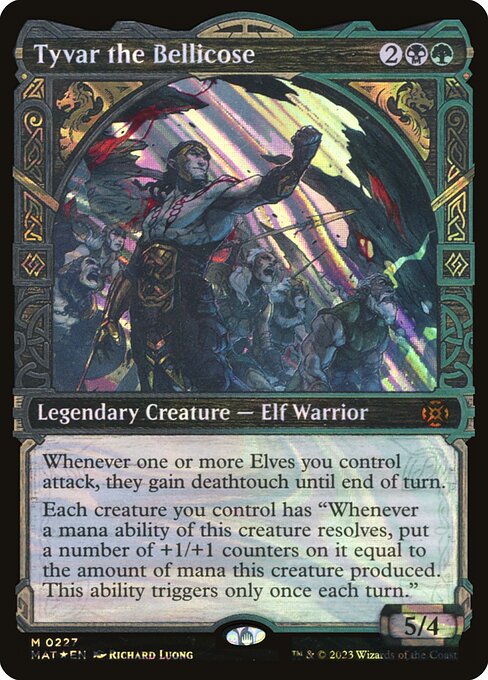 Tyvar the Bellicose 2
Legendary Creature — Elf Warrior
Whenever one or more Elves you control
attack, they gain deathtouch until end of turn.
Each creature you control has “Whenever
a mana ability of this creature resolves, put
a number of +1/+1 counters on it equal to
the amount of mana this creature produced.
This ability triggers only once each turn.”
5/4
M 0227
MAT★EN Richard Luong
™ & © 2023 Wizards of the Coast